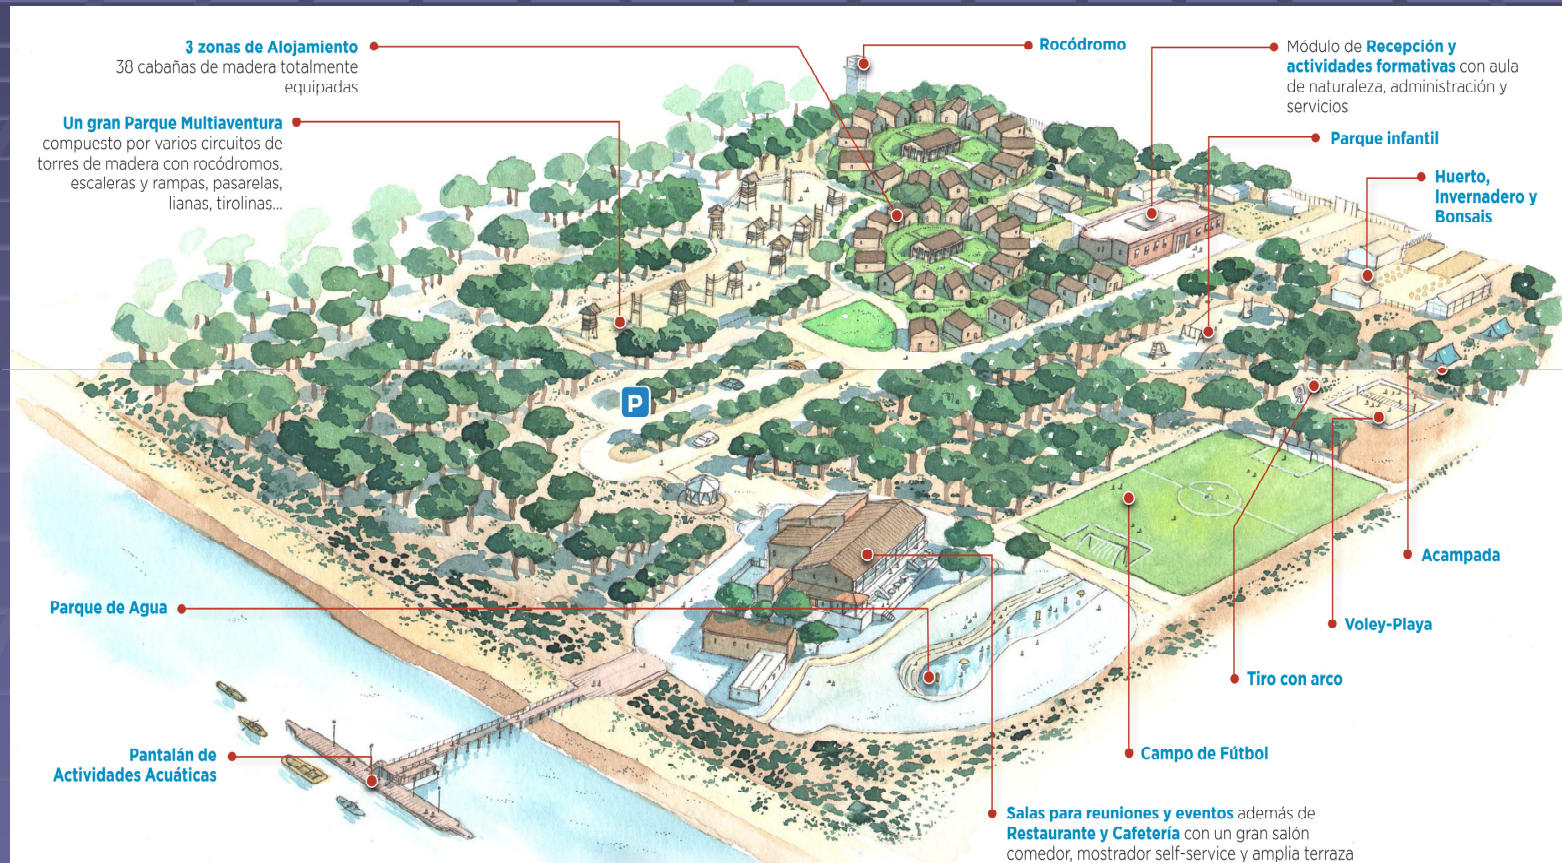 3 zonas de Alojamiento
38 cabañas de madera totalmente
equipadas
Rocódromo
Módulo de Recepción y
actividades formativas con aula
de naturaleza, administración y
servicios
Un gran Parque Multiaventura
compuesto por varios circuitos de
torres de madera con rocódromos,
escaleras y rampas, pasarelas,
lianas, tirolinas...
Parque infantil
Huerto,
Invernadero y
Bonsais
P
Acampada
Parque de Agua
Voley-Playa
Tiro con arco
Pantalán de
Actividades Acuáticas
Campo de Fútbol
Salas para reuniones y eventos además de
Restaurante y Cafetería con un gran salón
comedor, mostrador self-service y amplia terraza